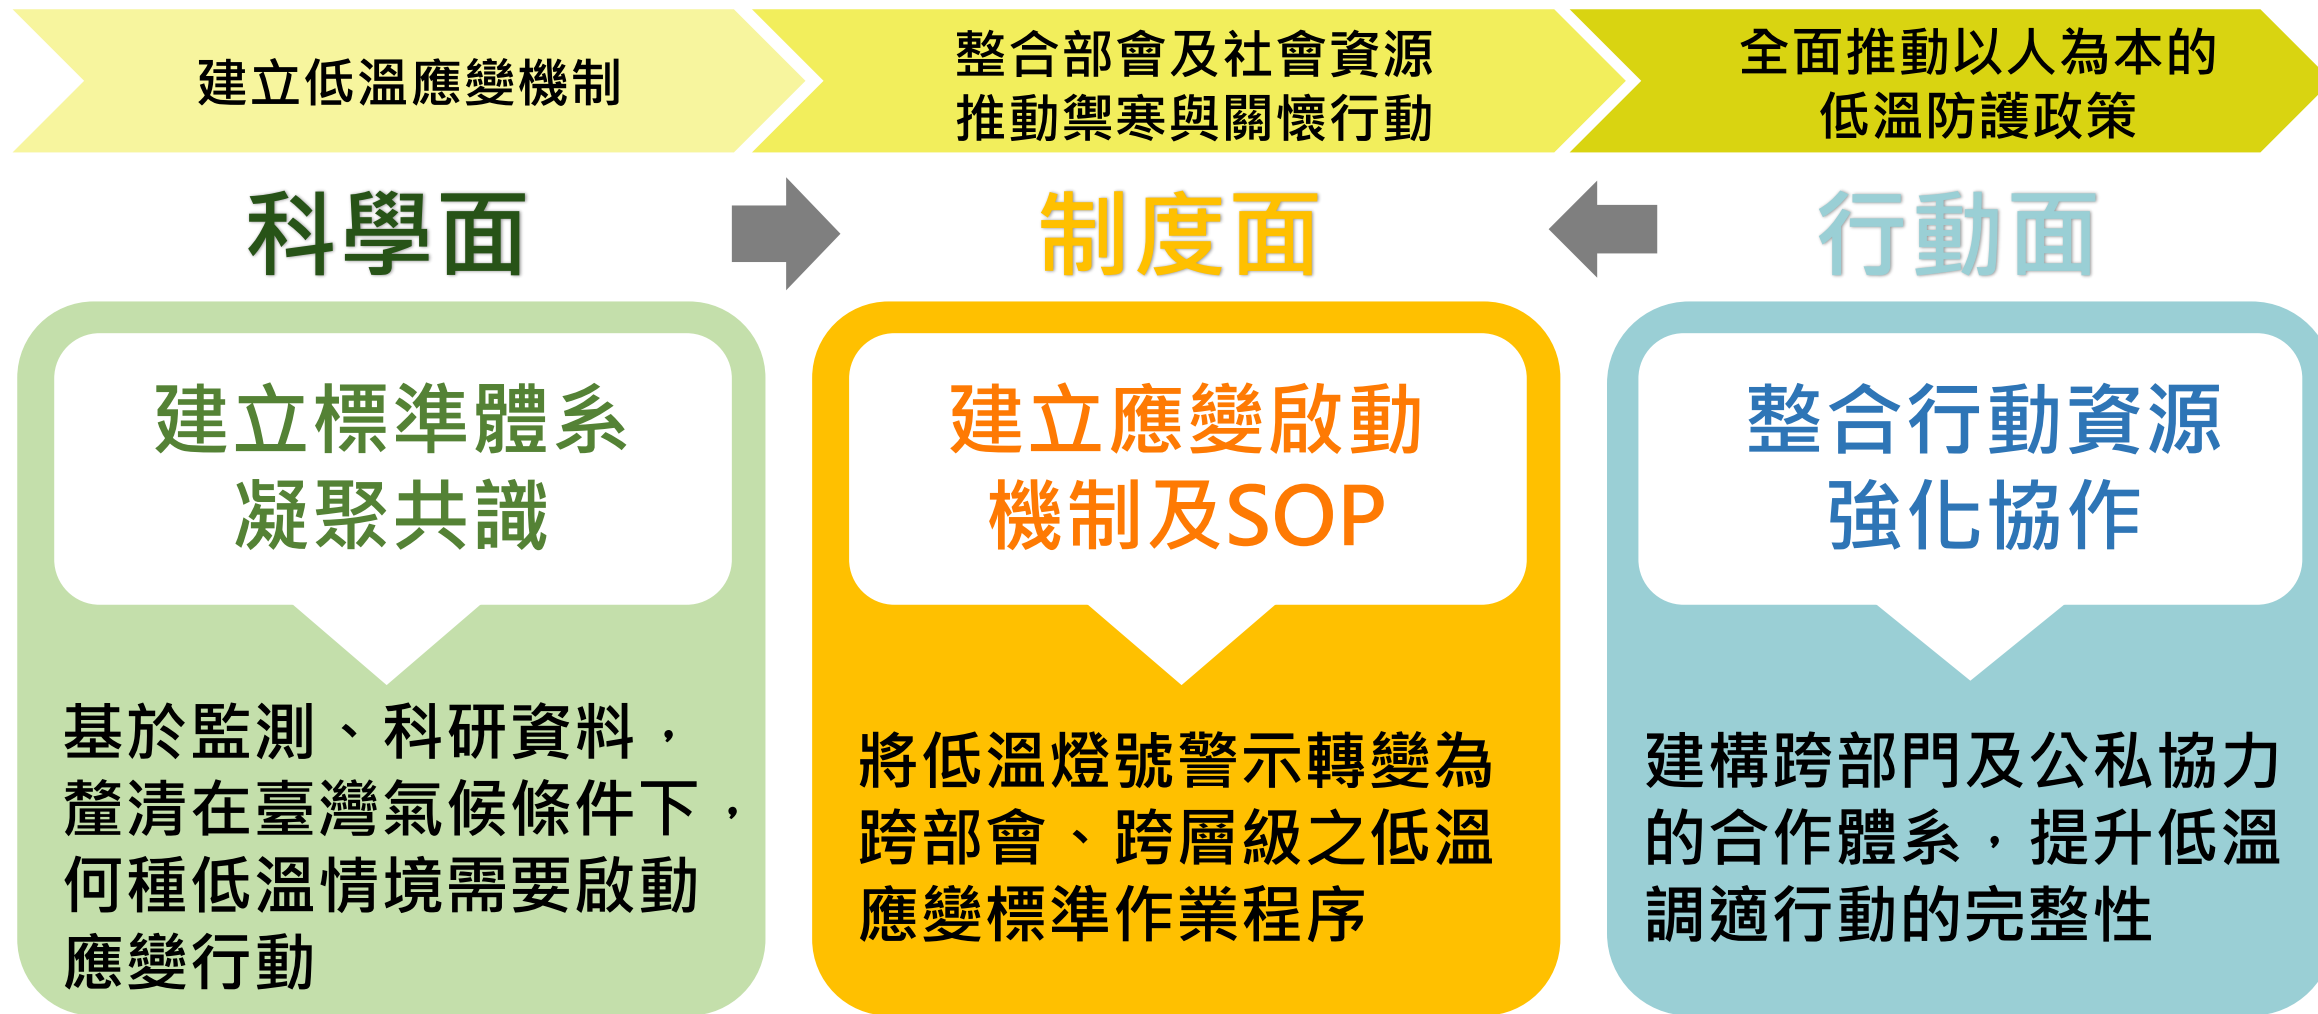 建立低溫應變機制
整合部會及社會資源
推動禦寒與關懷行動
全面推動以人為本的
低溫防護政策
科學面
制度面
行動面
建立標準體系
凝聚共識
基於監測、科研資料，
釐清在臺灣氣候條件下，
何種低溫情境需要啟動
應變行動
建立應變啟動
機制及SOP
將低溫燈號警示轉變為
跨部會、跨層級之低溫
應變標準作業程序
整合行動資源
強化協作
建構跨部門及公私協力
的合作體系，提升低溫
調適行動的完整性